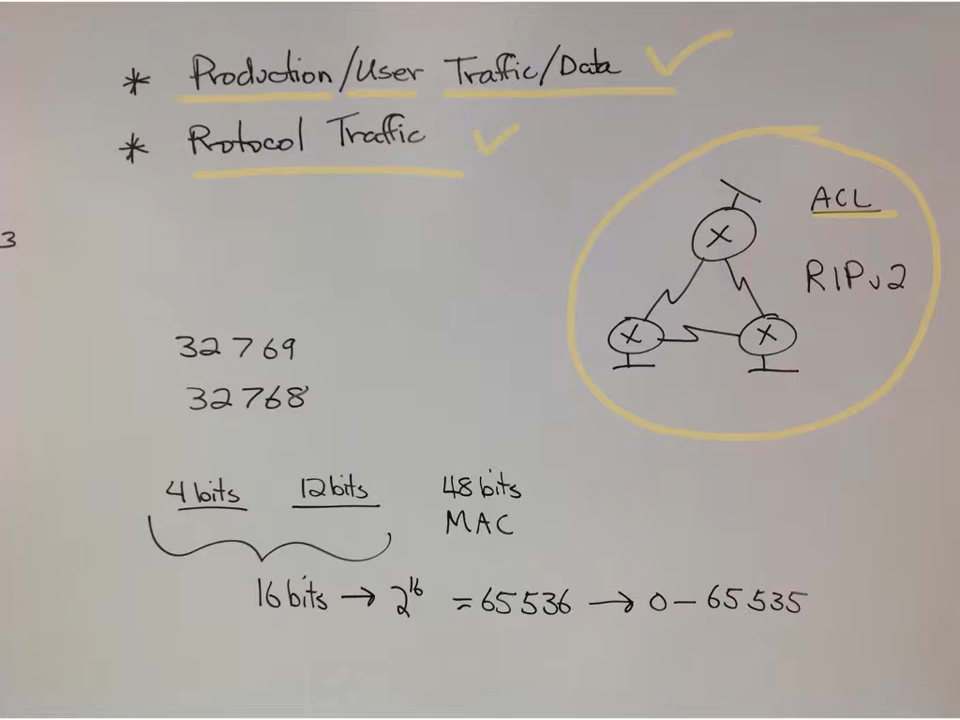 * Production/User Traffic/Data ✓
* Protocol Traffic ✓
ACL
RIPv2
3
X
X X
32769
32768
4 bits 12 bits 48 bits
MAC
16 bits → 2^16 = 65536 → 0 – 65535